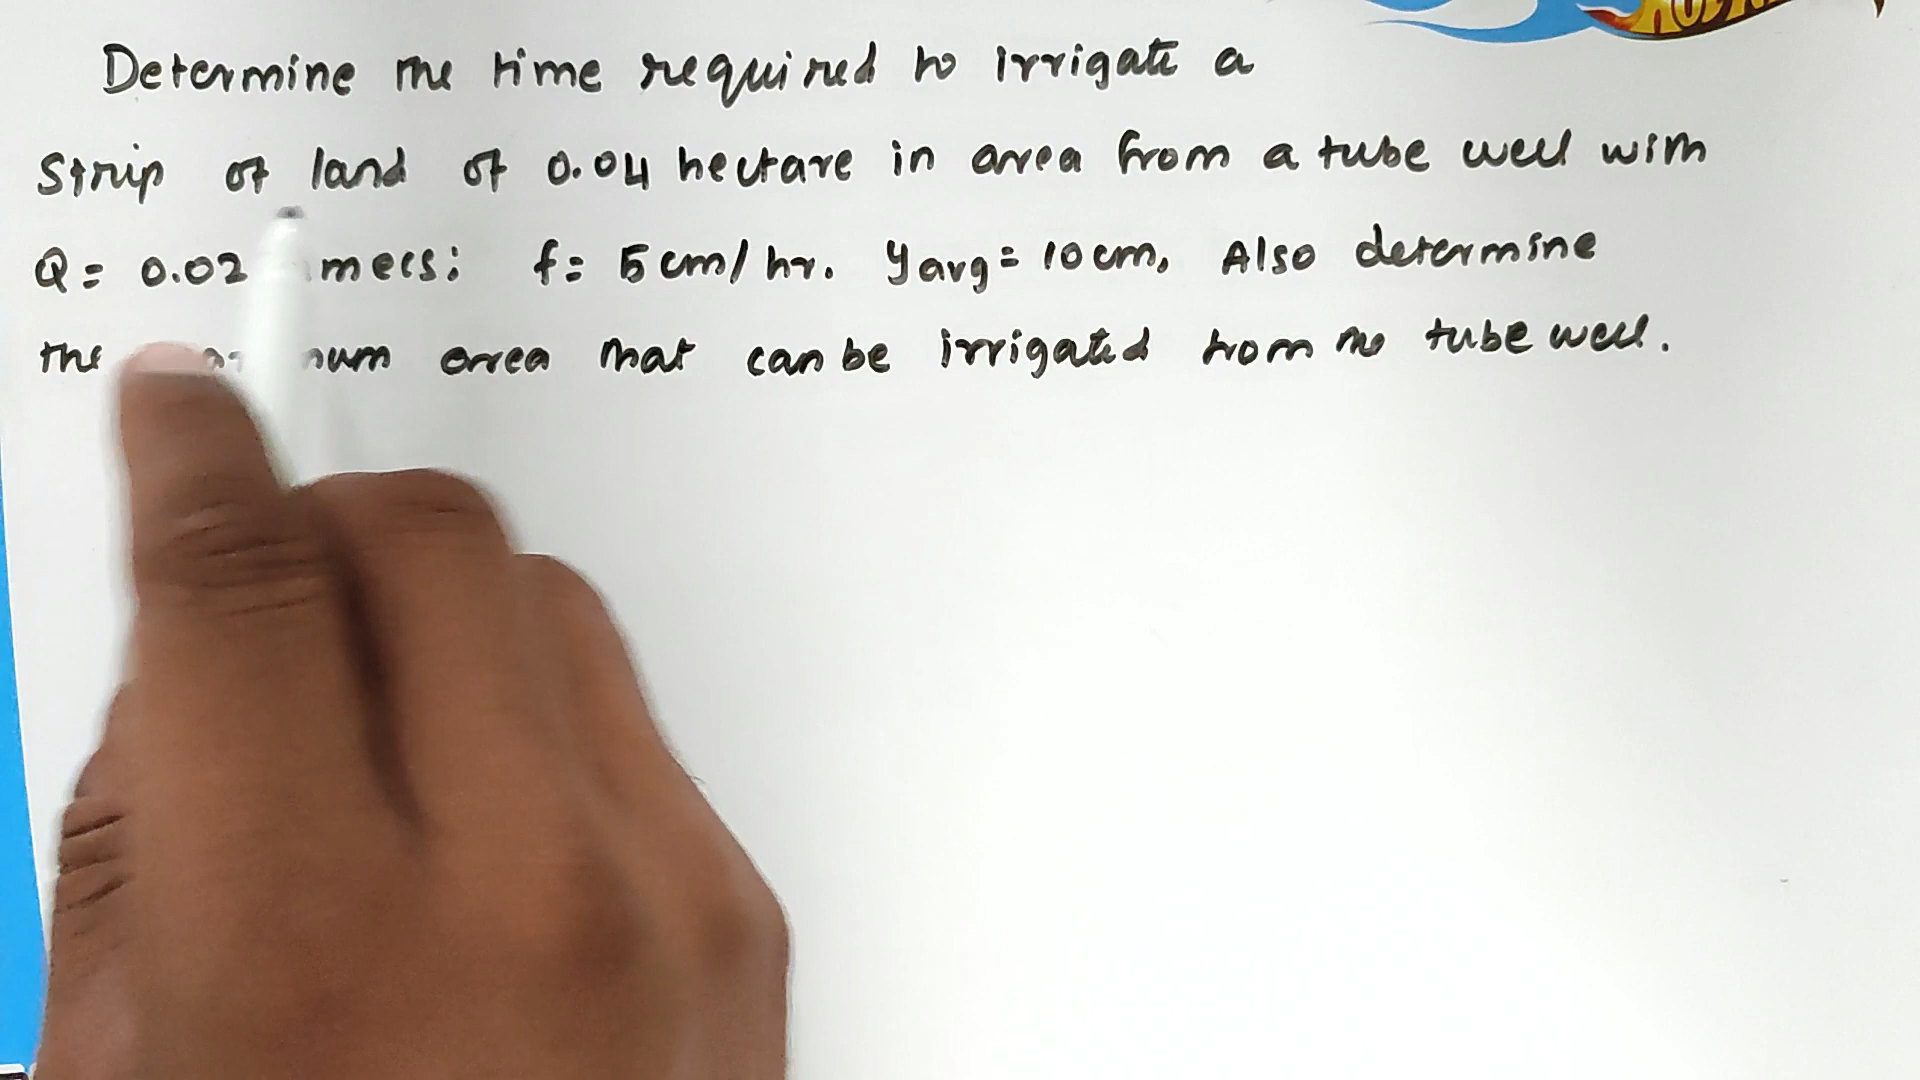 Determine the time required to irrigate a
Strip of land of 0.04 hectare in area from a tube well with
Q = 0.02 mecs; f = 5 cm/hr. yavg = 10 cm. Also determine
the area that can be irrigated from the tube well.